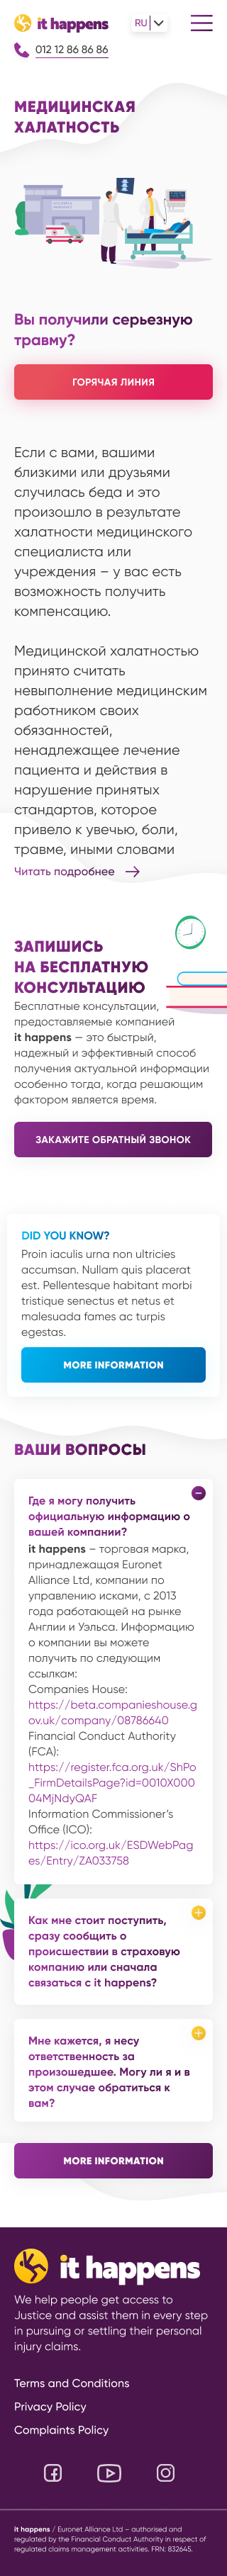 it happens
RU
012 12 86 86 86
МЕДИЦИНСКАЯ
ХАЛАТНОСТЬ
Вы получили серьезную
травму?
ГОРЯЧАЯ ЛИНИЯ
Если с вами, вашими
близкими или друзьями
случилась беда и это
произошло в результате
халатности медицинского
специалиста или
учреждения – у вас есть
возможность получить
компенсацию.
Медицинской халатностью
принято считать
невыполнение медицинским
работником своих
обязанностей,
ненадлежащее лечение
пациента и действия в
нарушение принятых
стандартов, которое
привело к увечью, боли,
травме, иными словами
Читать подробнее
ЗАПИШИСЬ
НА БЕСПЛАТНУЮ
КОНСУЛЬТАЦИЮ
Бесплатные консультации,
предоставляемые компанией
it happens — это быстрый,
надежный и эффективный способ
получения актуальной информации
особенно тогда, когда решающим
фактором является время.
ЗАКАЖИТЕ ОБРАТНЫЙ ЗВОНОК
DID YOU KNOW?
Proin iaculis urna non ultricies
accumsan. Nullam quis placerat
est. Pellentesque habitant morbi
tristique senectus et netus et
malesuada fames ac turpis
egestas.
MORE INFORMATION
ВАШИ ВОПРОСЫ
Где я могу получить
официальную информацию о
вашей компании?
it happens – торговая марка,
принадлежащая Euronet
Alliance Ltd, компании по
управлению исками, с 2013
года работающей на рынке
Англии и Уэльса. Информацию
о компании вы можете
получить по следующим
ссылкам:
Companies House:
https://beta.companieshouse.g
ov.uk/company/08786640
Financial Conduct Authority
(FCA):
https://register.fca.org.uk/ShPo
_FirmDetailsPage?id=0010X000
04MjNdyQAF
Information Commissioner's
Office (ICO):
https://ico.org.uk/ESDWebPag
es/Entry/ZA033758
Как мне стоит поступить,
сразу сообщить о
происшествии в страховую
компанию или сначала
связаться с it happens?
Мне кажется, я несу
ответственность за
произошедшее. Могу ли я и в
этом случае обратиться к
вам?
MORE INFORMATION
it happens
We help people get access to
Justice and assist them in every step
in pursuing or settling their personal
injury claims.
Terms and Conditions
Privacy Policy
Complaints Policy
it happens / Euronet Alliance Ltd – authorised and
regulated by the Financial Conduct Authority in respect of
regulated claims management activities. FRN: 832645.